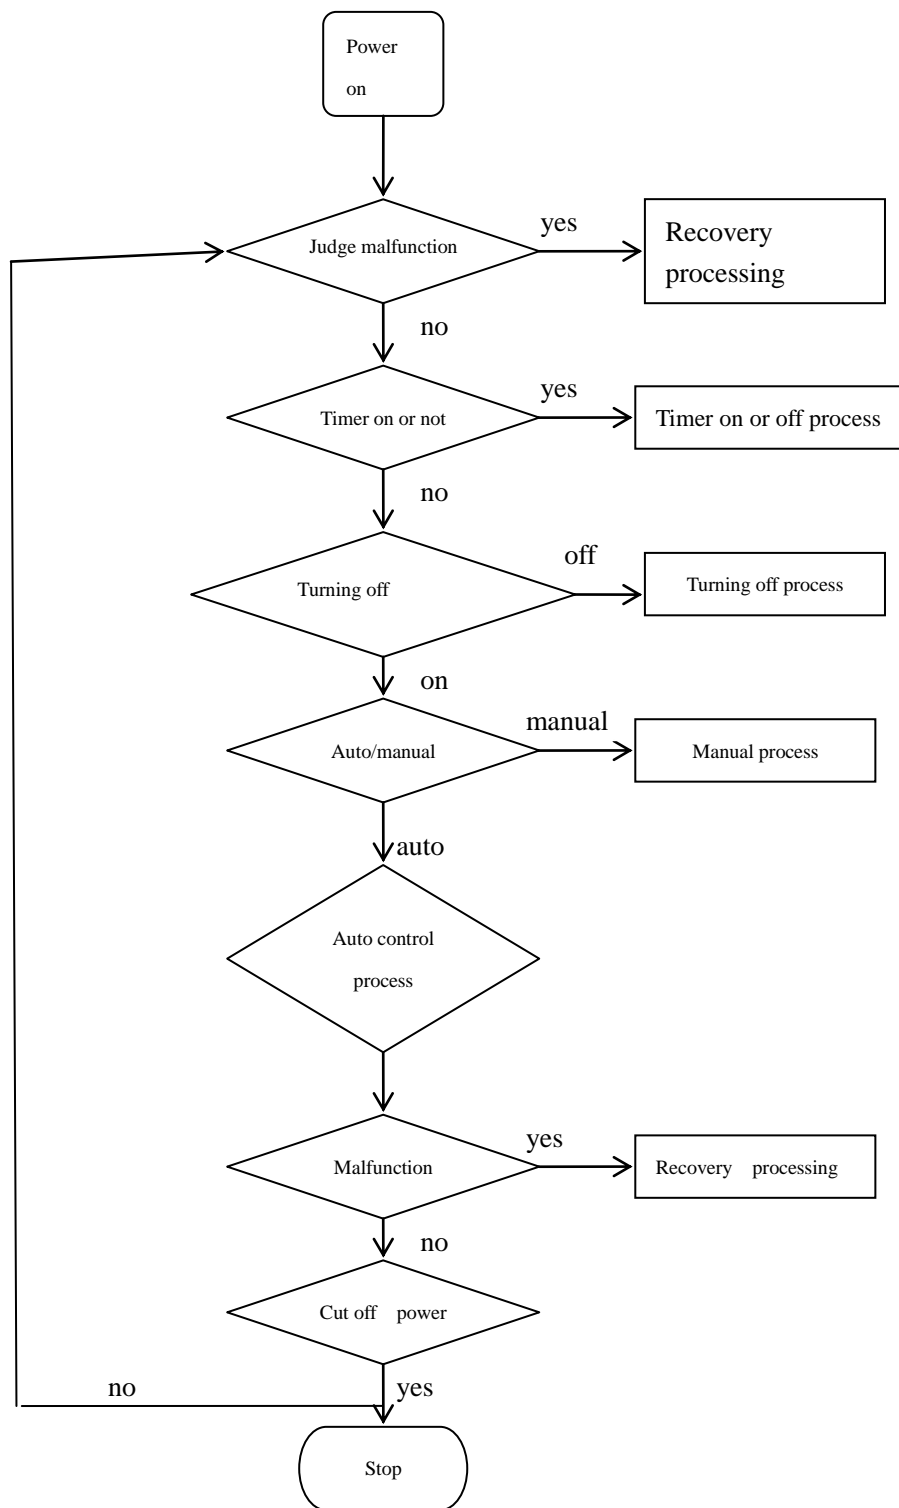 Power
on
Judge malfunction
yes
Recovery
processing
no
Timer on or not
yes
Timer on or off process
no
Turning off
off
Turning off process
on
Auto/manual
manual
Manual process
auto
Auto control
process
Malfunction
yes
Recovery processing
no
Cut off power
no
yes
Stop